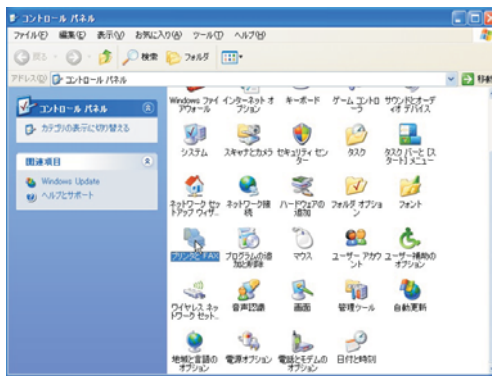 コントロール パネル
ファイル(F) 編集(E) 表示(V) お気に入り(A) ツール(T) ヘルプ(H)
戻る 検索 フォルダ
アドレス(D) コントロール パネル 移動
コントロール パネル
カテゴリの表示に切り替える
関連項目
Windows Update
ヘルプとサポート
Windows ファイアウォール
インターネット オプション
キーボード
ゲーム コントローラ
サウンドとオーディオ デバイス
システム
スキャナとカメラ
セキュリティ センター
タスク
タスク バーと [スタート] メニュー
ネットワーク セットアップ ウィザ...
ネットワーク接続
ハードウェアの追加
フォルダ オプション
フォント
プリンタと FAX
プログラムの追加と削除
マウス
ユーザー アカウント
ユーザー補助のオプション
ワイヤレス ネットワーク セット...
音声認識
画面
管理ツール
自動更新
地域と言語のオプション
電源オプション
電話とモデムのオプション
日付と時刻